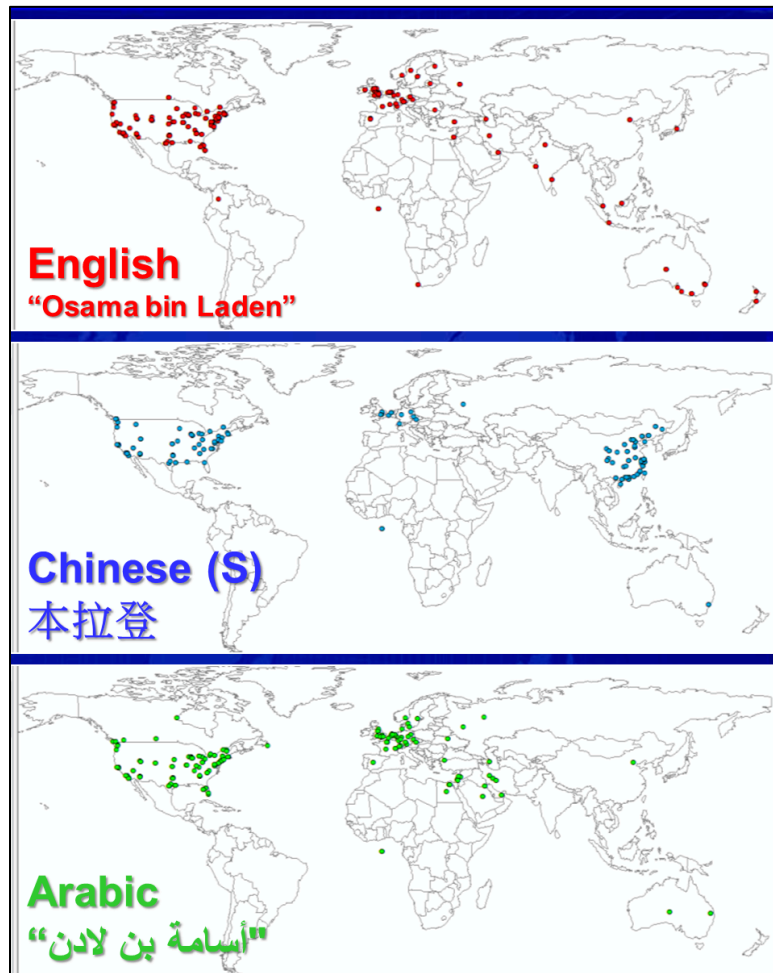 English
“Osama bin Laden”
Chinese (S)
本拉登
Arabic
“أسامة بن لادن"